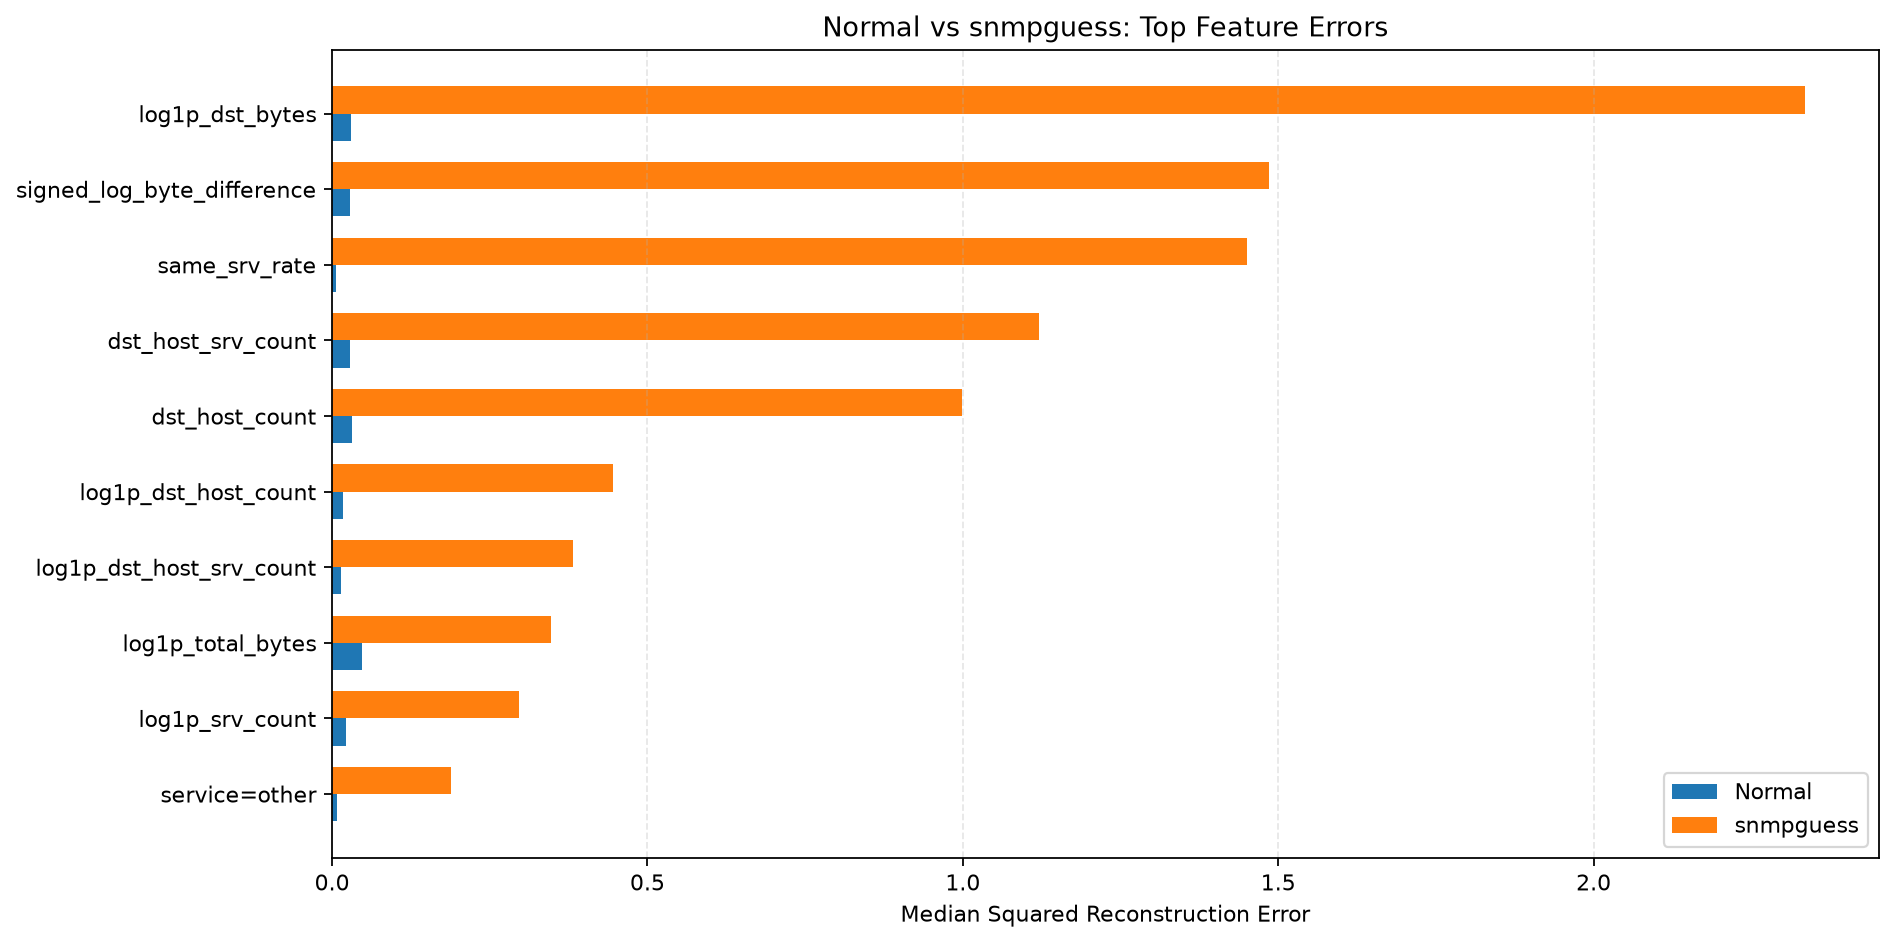 Normal vs snmpguess: Top Feature Errors
log1p_dst_bytes
signed_log_byte_difference
same_srv_rate
dst_host_srv_count
dst_host_count
log1p_dst_host_count
log1p_dst_host_srv_count
log1p_total_bytes
log1p_srv_count
service=other
Normal
snmpguess
0.0 0.5 1.0 1.5 2.0
Median Squared Reconstruction Error